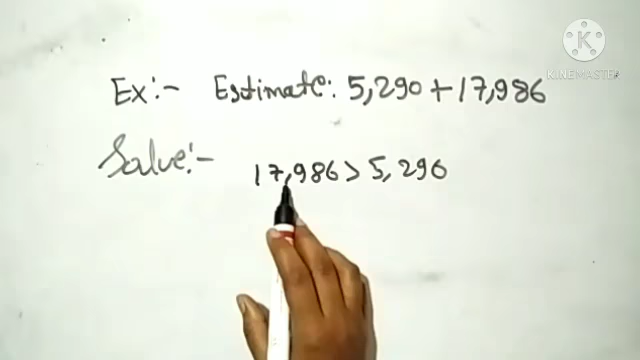 KINEMASTER
Ex:- Estimate: 5,290 + 17,986
Solve:- 17,986 > 5,290